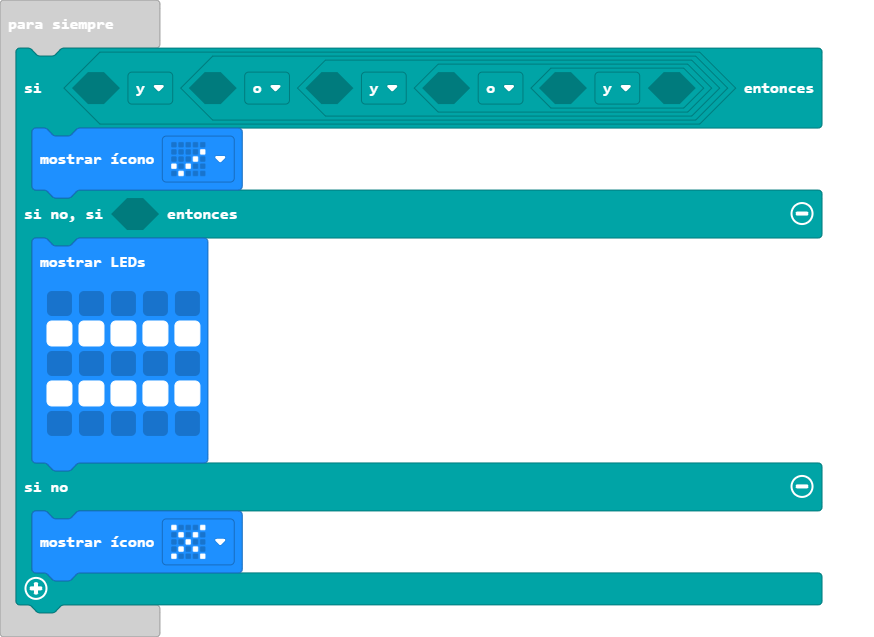 para siempre
si y o y o y entonces
mostrar ícono
si no, si entonces
mostrar LEDs
si no
mostrar ícono